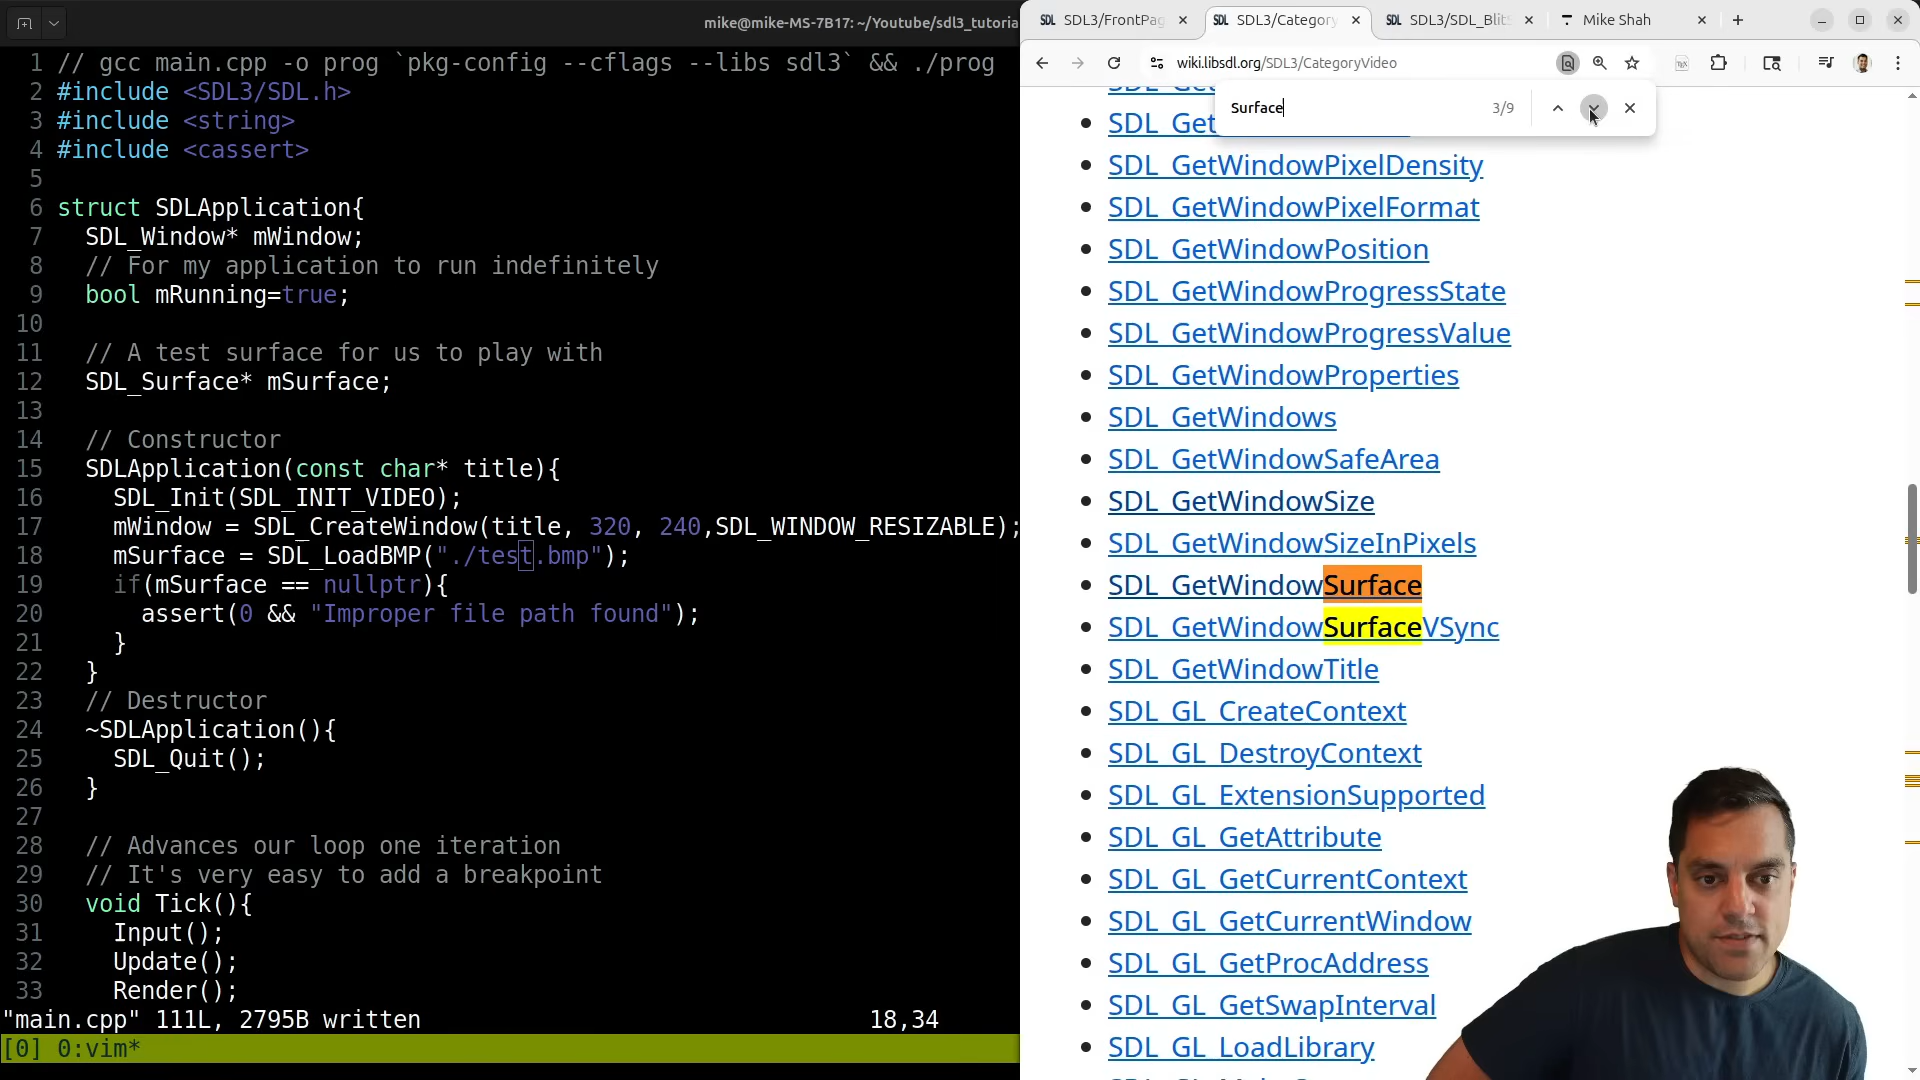 mike@mike-MS-7B17: ~/Youtube/sdl3_tutoria
1 // gcc main.cpp -o prog `pkg-config --cflags --libs sdl3` && ./prog
2 #include <SDL3/SDL.h>
3 #include <string>
4 #include <cassert>
5
6 struct SDLApplication{
7 SDL_Window* mWindow;
8 // For my application to run indefinitely
9 bool mRunning=true;
10
11 // A test surface for us to play with
12 SDL_Surface* mSurface;
13
14 // Constructor
15 SDLApplication(const char* title){
16 SDL_Init(SDL_INIT_VIDEO);
17 mWindow = SDL_CreateWindow(title, 320, 240,SDL_WINDOW_RESIZABLE);
18 mSurface = SDL_LoadBMP("./test.bmp");
19 if(mSurface == nullptr){
20 assert(0 && "Improper file path found");
21 }
22 }
23 // Destructor
24 ~SDLApplication(){
25 SDL_Quit();
26 }
27
28 // Advances our loop one iteration
29 // It's very easy to add a breakpoint
30 void Tick(){
31 Input();
32 Update();
33 Render();
"main.cpp" 111L, 2795B written 18,34
[0] 0:vim*
SDL SDL3/FrontPag SDL SDL3/Category SDL SDL3/SDL_BlitS Mike Shah
wiki.libsdl.org/SDL3/CategoryVideo
Surface 3/9
SDL_Get
SDL_GetWindowPixelDensity
SDL_GetWindowPixelFormat
SDL_GetWindowPosition
SDL_GetWindowProgressState
SDL_GetWindowProgressValue
SDL_GetWindowProperties
SDL_GetWindows
SDL_GetWindowSafeArea
SDL_GetWindowSize
SDL_GetWindowSizeInPixels
SDL_GetWindowSurface
SDL_GetWindowSurfaceVSync
SDL_GetWindowTitle
SDL_GL_CreateContext
SDL_GL_DestroyContext
SDL_GL_ExtensionSupported
SDL_GL_GetAttribute
SDL_GL_GetCurrentContext
SDL_GL_GetCurrentWindow
SDL_GL_GetProcAddress
SDL_GL_GetSwapInterval
SDL_GL_LoadLibrary